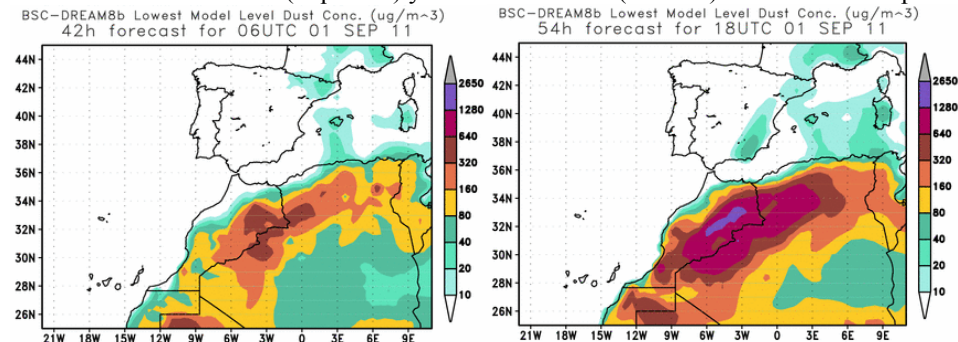 BSC-DREAM8b Lowest Model Level Dust Conc. (ug/m^3)
42h forecast for 06UTC 01 SEP 11
44N
42N
40N
38N
36N
34N
32N
30N
28N
26N
21W 18W 15W 12W 9W 6W 3W 0 3E 6E 9E
2650
1280
640
320
160
80
40
20
10
BSC-DREAM8b Lowest Model Level Dust Conc. (ug/m^3)
54h forecast for 18UTC 01 SEP 11
44N
42N
40N
38N
36N
34N
32N
30N
28N
26N
21W 18W 15W 12W 9W 6W 3W 0 3E 6E 9E
2650
1280
640
320
160
80
40
20
10